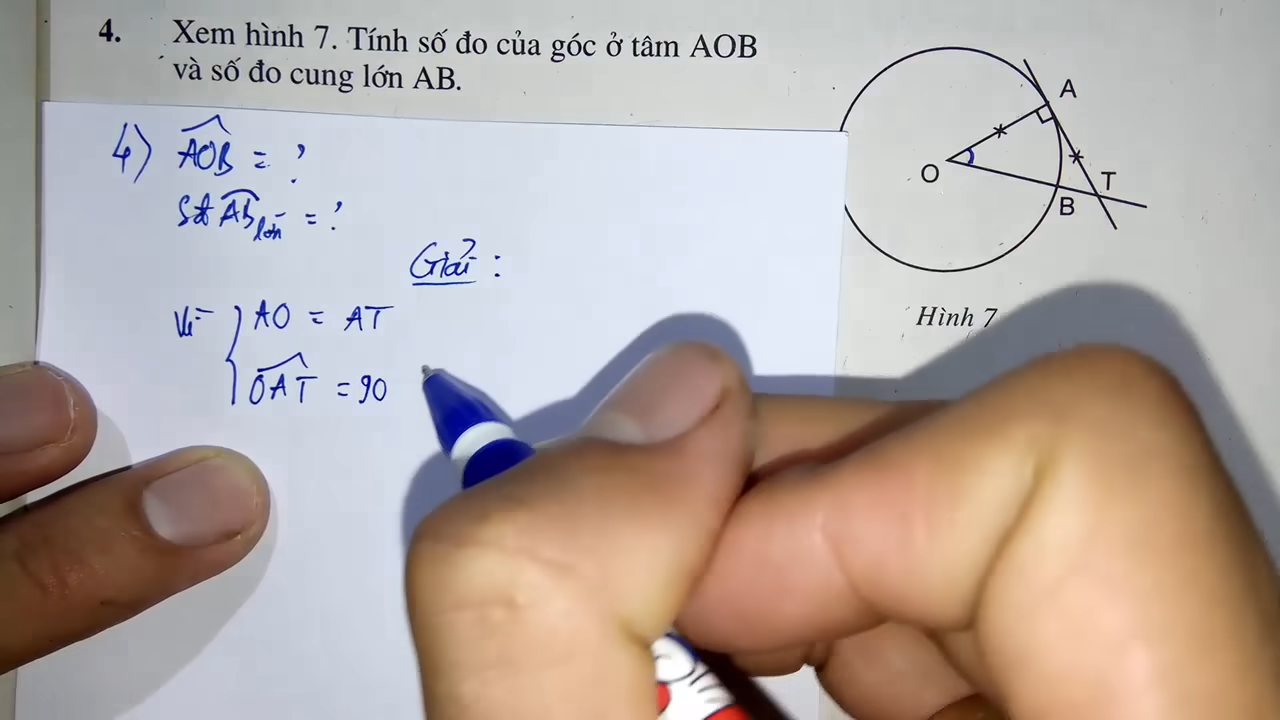 4. Xem hình 7. Tính số đo của góc ở tâm AOB
và số đo cung lớn AB.
A
O
T
B
Hình 7
4) AOB = ?
Sđ AB lớn = ?
Giải :
Vì AO = AT
OAT = 90